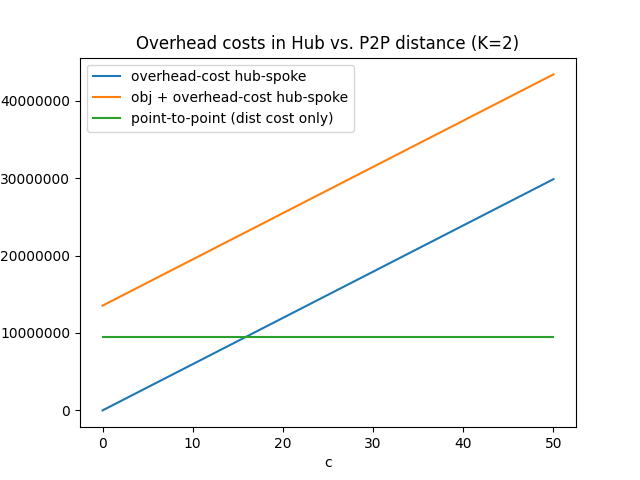 Overhead costs in Hub vs. P2P distance (K=2)
overhead-cost hub-spoke
obj + overhead-cost hub-spoke
point-to-point (dist cost only)
40000000
30000000
20000000
10000000
0
0 10 20 30 40 50
c